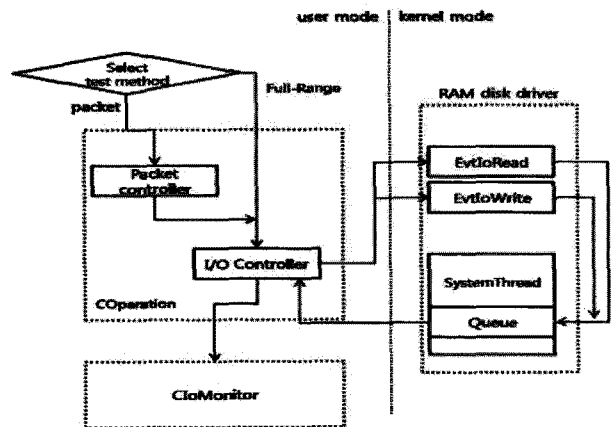 user mode
kernel mode
Select
test method
Full-Range
packet
RAM disk driver
Packet
controller
EvtIoRead
EvtIoWrite
I/O Controller
SystemThread
COparation
Queue
CIoMonitor